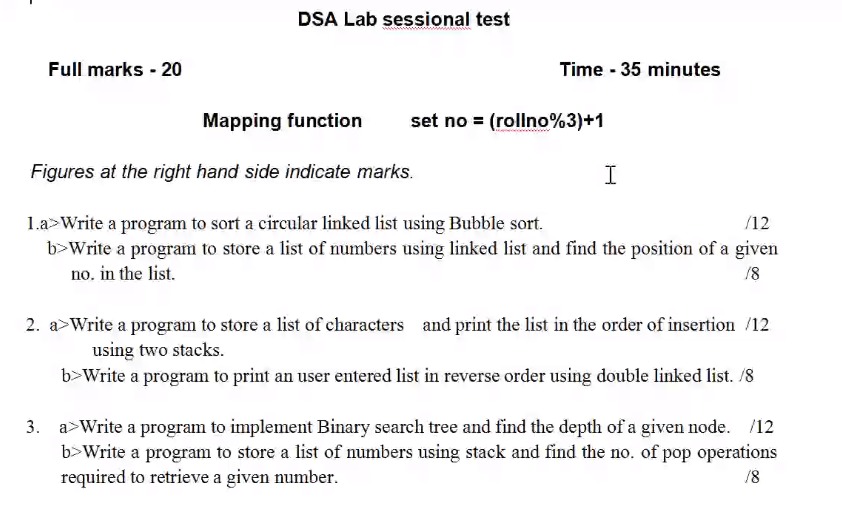 DSA Lab sessional test
Full marks - 20 Time - 35 minutes
Mapping function set no = (rollno%3)+1
Figures at the right hand side indicate marks.
1.a>Write a program to sort a circular linked list using Bubble sort. /12
b>Write a program to store a list of numbers using linked list and find the position of a given
no. in the list. /8
2. a>Write a program to store a list of characters and print the list in the order of insertion /12
using two stacks.
b>Write a program to print an user entered list in reverse order using double linked list. /8
3. a>Write a program to implement Binary search tree and find the depth of a given node. /12
b>Write a program to store a list of numbers using stack and find the no. of pop operations
required to retrieve a given number. /8